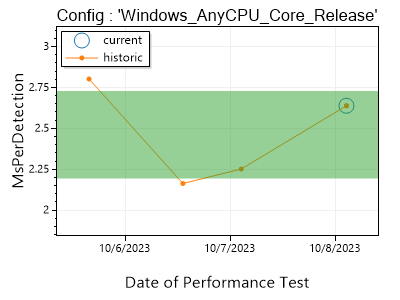 Config : 'Windows_AnyCPU_Core_Release'
current
historic
3
2.75
2.5
2.25
2
MsPerDetection
10/6/2023
10/7/2023
10/8/2023
Date of Performance Test